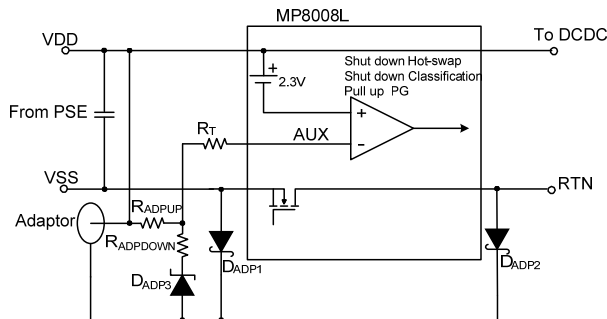 MP8008L
VDD
To DCDC
Shut down Hot-swap
Shut down Classification
Pull up PG
+
2.3V
From PSE
RT
AUX
+
-
VSS
RTN
Adaptor
RADPUP
RADPDOWN
DADP1
DADP2
DADP3